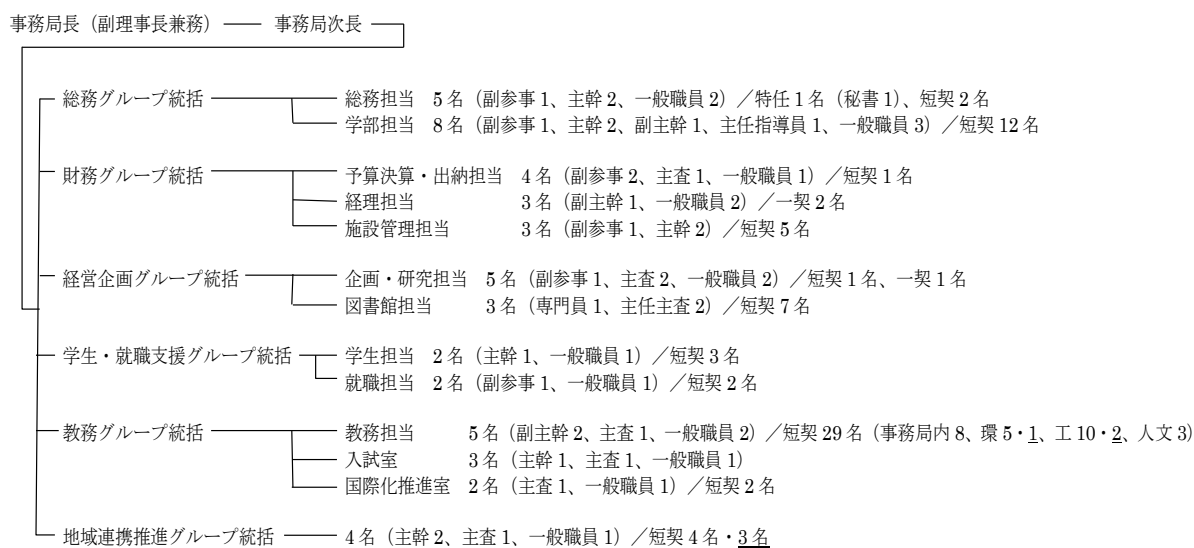 事務局長（副理事長兼務） 事務局次長
総務グループ統括 総務担当 5名（副参事1、主幹2、一般職員2）／特任1名（秘書1）、短契2名
学部担当 8名（副参事1、主幹2、副主幹1、主任指導員1、一般職員3）／短契12名
財務グループ統括 予算決算・出納担当 4名（副参事2、主査1、一般職員1）／短契1名
経理担当 3名（副主幹1、一般職員2）／一契2名
施設管理担当 3名（副参事1、主幹2）／短契5名
経営企画グループ統括 企画・研究担当 5名（副参事1、主査2、一般職員2）／短契1名、一契1名
図書館担当 3名（専門員1、主任主査2）／短契7名
学生・就職支援グループ統括 学生担当 2名（主幹1、一般職員1）／短契3名
就職担当 2名（副参事1、一般職員1）／短契2名
教務グループ統括 教務担当 5名（副主幹2、主査1、一般職員2）／短契29名（事務局内8、環5・1、工10・2、人文3）
入試室 3名（主幹1、主査1、一般職員1）
国際化推進室 2名（主査1、一般職員1）／短契2名
地域連携推進グループ統括 4名（主幹2、主査1、一般職員1）／短契4名・3名